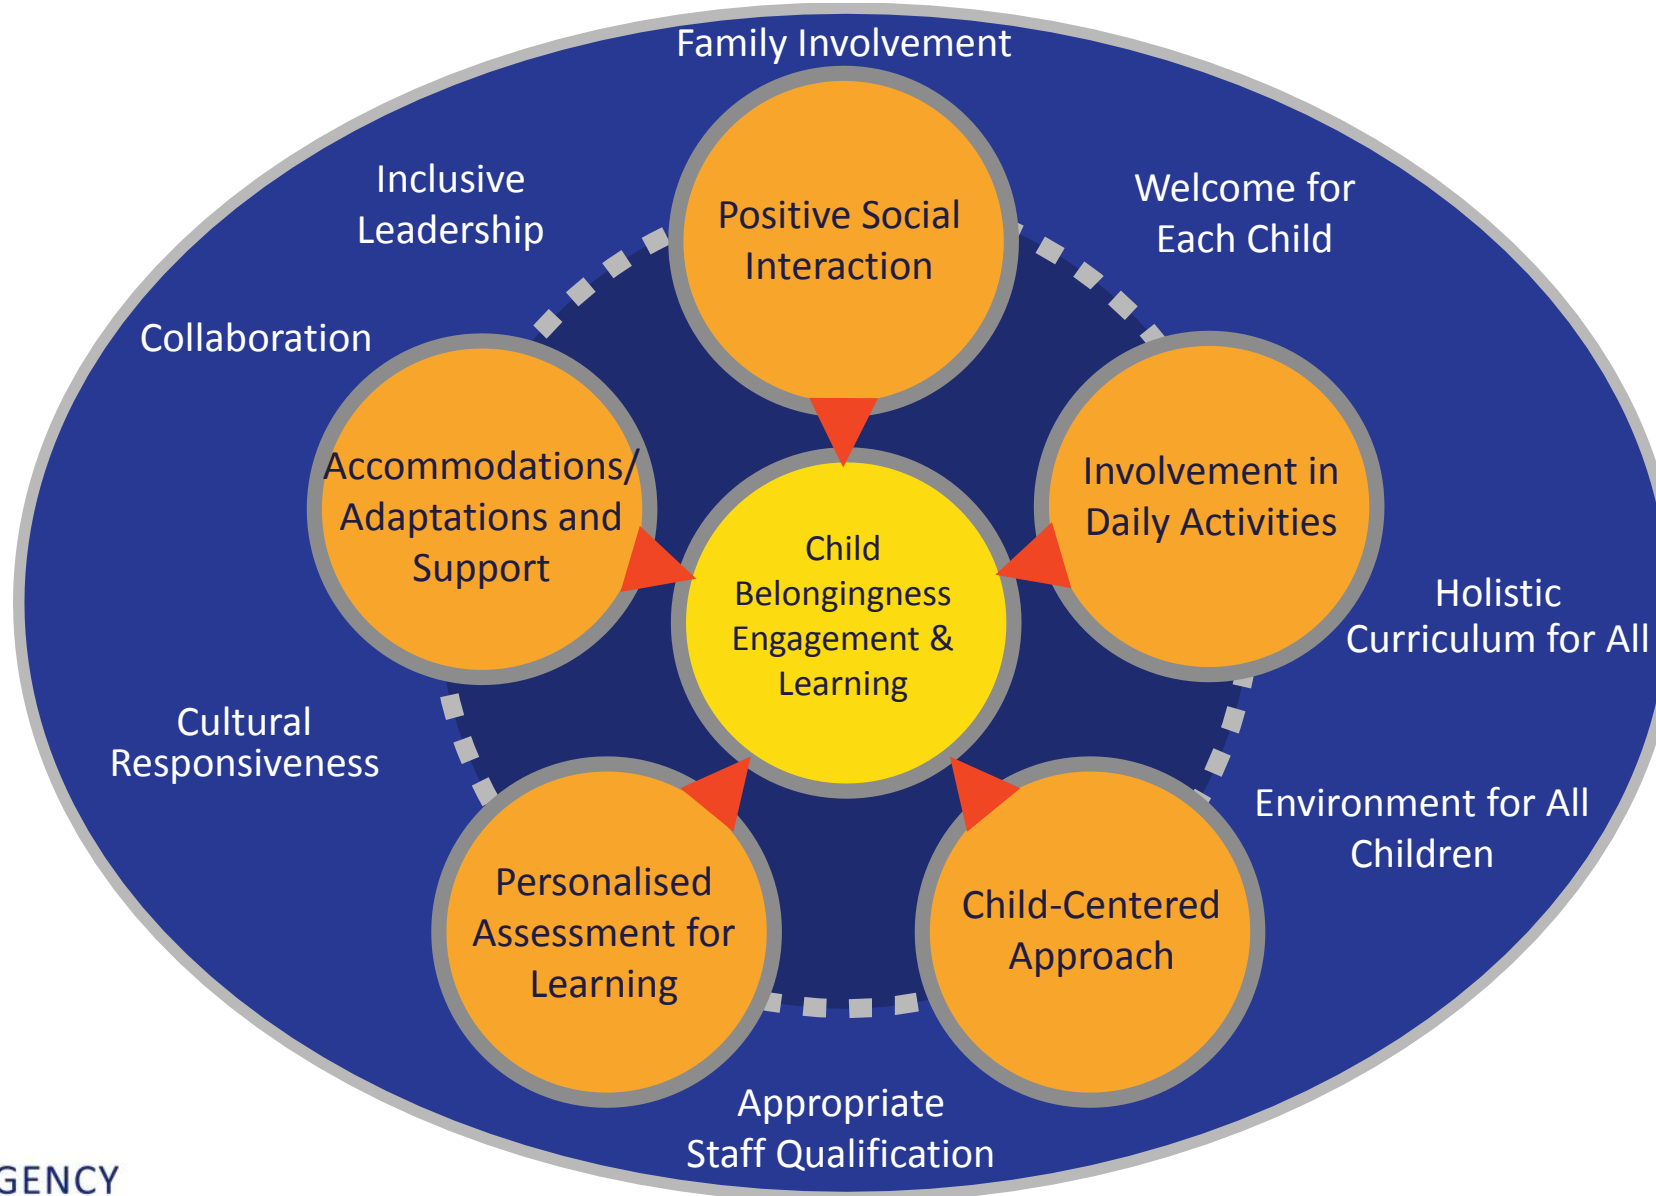 Family Involvement
Inclusive
Leadership
Welcome for
Each Child
Positive Social
Interaction
Collaboration
Accommodations/
Adaptations and
Support
Involvement in
Daily Activities
Child
Belongingness
Engagement &
Learning
Holistic
Curriculum for All
Cultural
Responsiveness
Environment for All
Children
Personalised
Assessment for
Learning
Child-Centered
Approach
Appropriate
Staff Qualification
GENCY